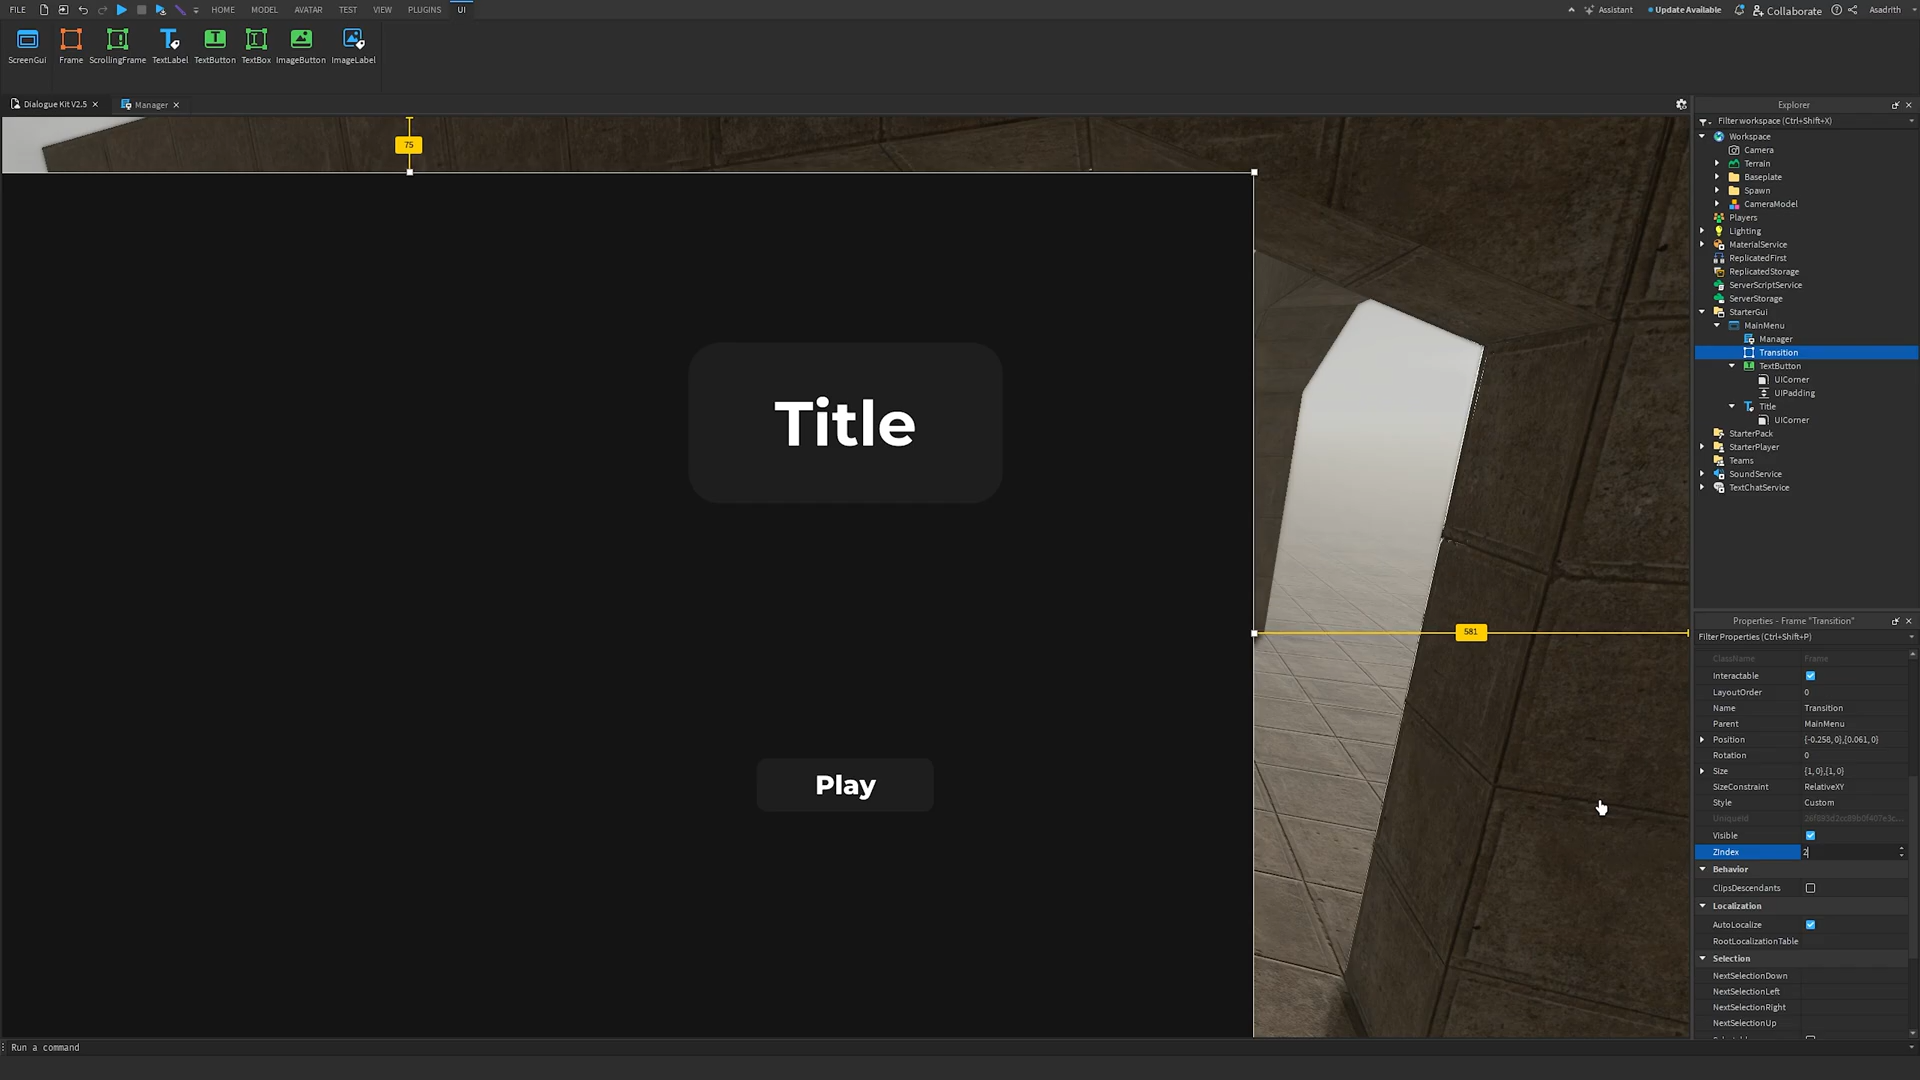 FILE
HOME
MODEL
AVATAR
TEST
VIEW
PLUGINS
UI
Assistant
Update Available
Collaborate
Asadrith
ScreenGui
Frame
ScrollingFrame
TextLabel
TextButton
TextBox
ImageButton
ImageLabel
Dialogue Kit V2.5
Manager
Explorer
Filter workspace (Ctrl+Shift+X)
Workspace
Camera
Terrain
Baseplate
Spawn
CameraModel
Players
Lighting
MaterialService
ReplicatedFirst
ReplicatedStorage
ServerScriptService
ServerStorage
StarterGui
MainMenu
Manager
Transition
TextButton
UICorner
UIPadding
Title
UICorner
StarterPack
StarterPlayer
Teams
SoundService
TextChatService
75
Title
Play
581
Properties - Frame "Transition"
Filter Properties (Ctrl+Shift+P)
ClassName Frame
Interactable
LayoutOrder 0
Name Transition
Parent MainMenu
Position {-0.258, 0},{0.061, 0}
Rotation 0
Size {1, 0},{1, 0}
SizeConstraint RelativeXY
Style Custom
UniqueId
Visible
ZIndex 2
Behavior
ClipsDescendants
Localization
AutoLocalize
RootLocalizationTable
Selection
NextSelectionDown
NextSelectionLeft
NextSelectionRight
NextSelectionUp
Run a command